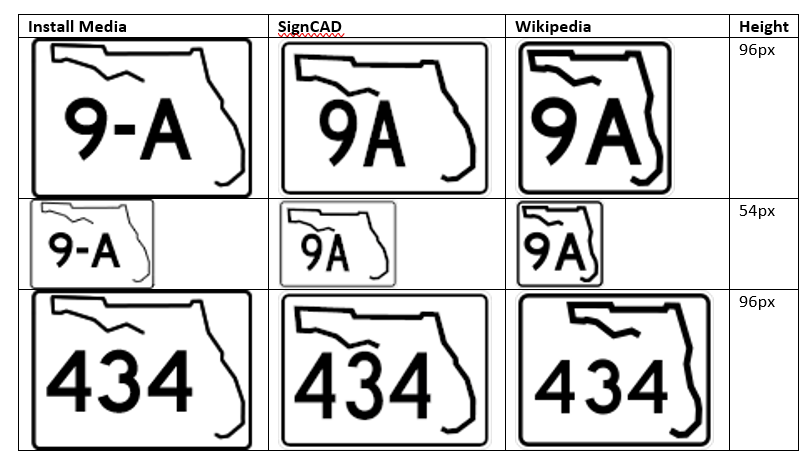 Install Media SignCAD Wikipedia Height
9-A 9A 9A 96px
9-A 9A 9A 54px
434 434 434 96px